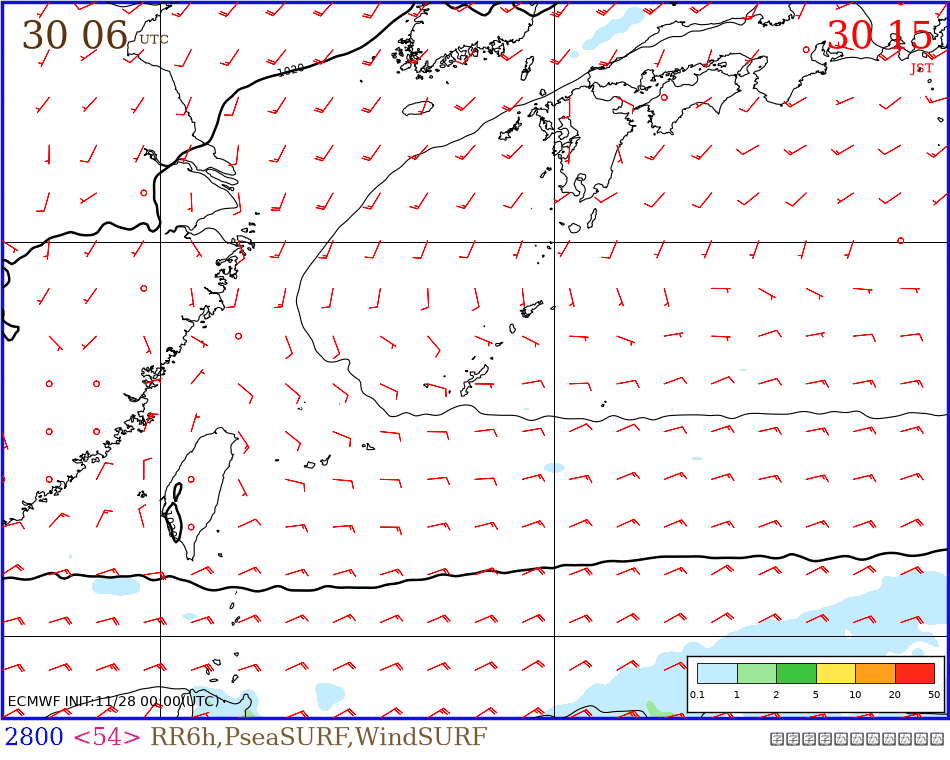 30 06 UTC
30 15 JST
1020
0.1 1 2 5 10 20 50
ECMWF INIT:11/28 00.00(UTC)
2800 <54> RR6h,PseaSURF,WindSURF